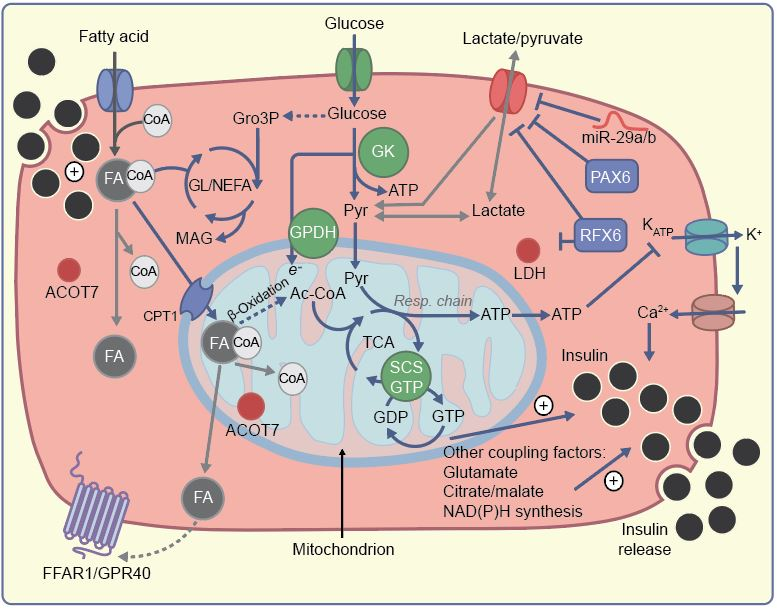 Fatty acid
Glucose
Lactate/pyruvate
CoA
Gro3P
Glucose
miR-29a/b
GK
FA
CoA
GL/NEFA
ATP
PAX6
Pyr
Lactate
MAG
GPDH
RFX6
KATP
K+
CoA
LDH
ACOT7
e–
Pyr
β-Oxidation
Ac-CoA
Resp. chain
CPT1
ATP
ATP
Ca2+
FA
CoA
TCA
FA
Insulin
SCS
GTP
CoA
GDP
GTP
ACOT7
+
+
+
Other coupling factors:
Glutamate
Citrate/malate
NAD(P)H synthesis
FA
Insulin
release
Mitochondrion
FFAR1/GPR40